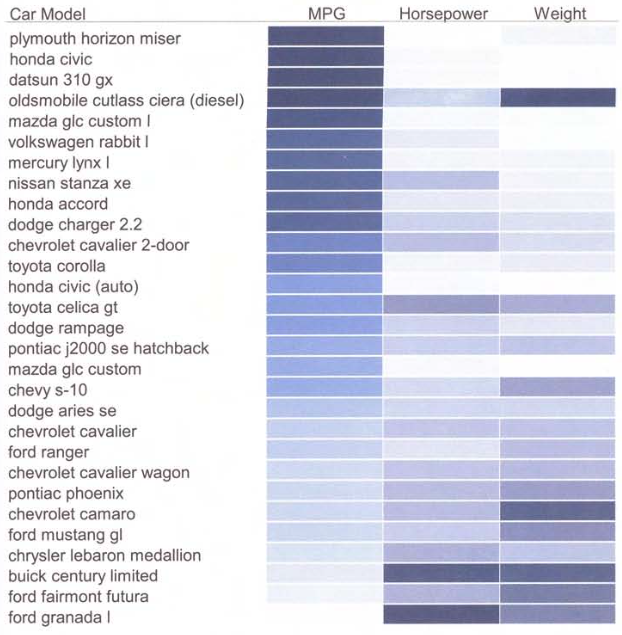 Car Model MPG Horsepower Weight
plymouth horizon miser
honda civic
datsun 310 gx
oldsmobile cutlass ciera (diesel)
mazda glc custom l
volkswagen rabbit l
mercury lynx l
nissan stanza xe
honda accord
dodge charger 2.2
chevrolet cavalier 2-door
toyota corolla
honda civic (auto)
toyota celica gt
dodge rampage
pontiac j2000 se hatchback
mazda glc custom
chevy s-10
dodge aries se
chevrolet cavalier
ford ranger
chevrolet cavalier wagon
pontiac phoenix
chevrolet camaro
ford mustang gl
chrysler lebaron medallion
buick century limited
ford fairmont futura
ford granada l